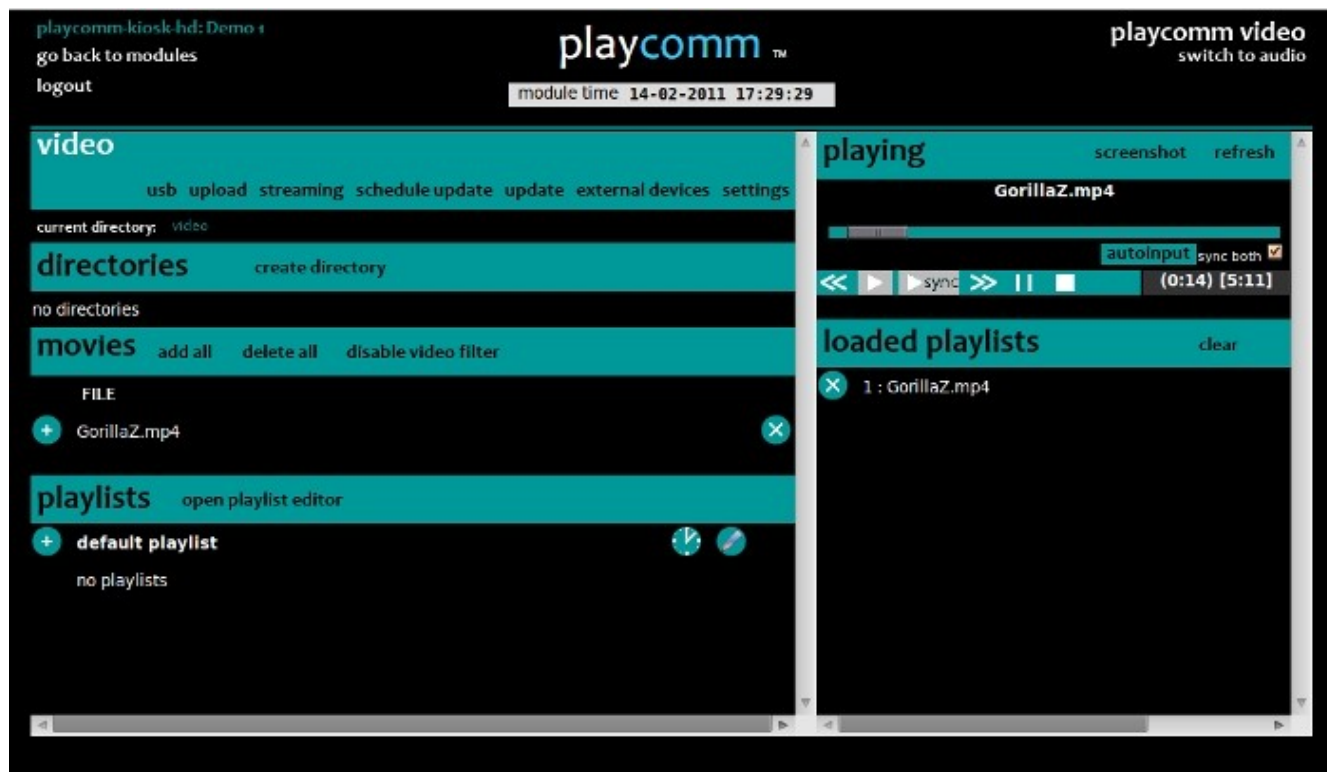 playcomm-kiosk-hd: Demo 1
go back to modules
logout
playcomm ™
module time 14-02-2011 17:29:29
playcomm video
switch to audio
video
usb upload streaming schedule update update external devices settings
current directory: video
directories create directory
no directories
movies add all delete all disable video filter
FILE
GorillaZ.mp4
playlists open playlist editor
default playlist
no playlists
playing screenshot refresh
GorillaZ.mp4
autoinput sync both
sync (0:14) [5:11]
loaded playlists clear
1 : GorillaZ.mp4